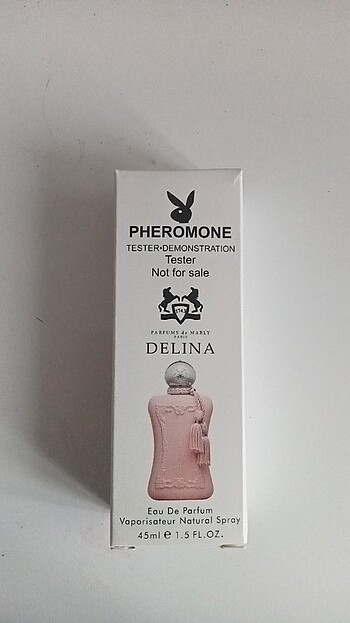 PHEROMONE
TESTER•DEMONSTRATION
Tester
Not for sale
1743
PARFUMS de MARLY
PARIS
DELINA
Eau De Parfum
Vaporisateur Natural Spray
45ml e 1.5 FL.OZ.